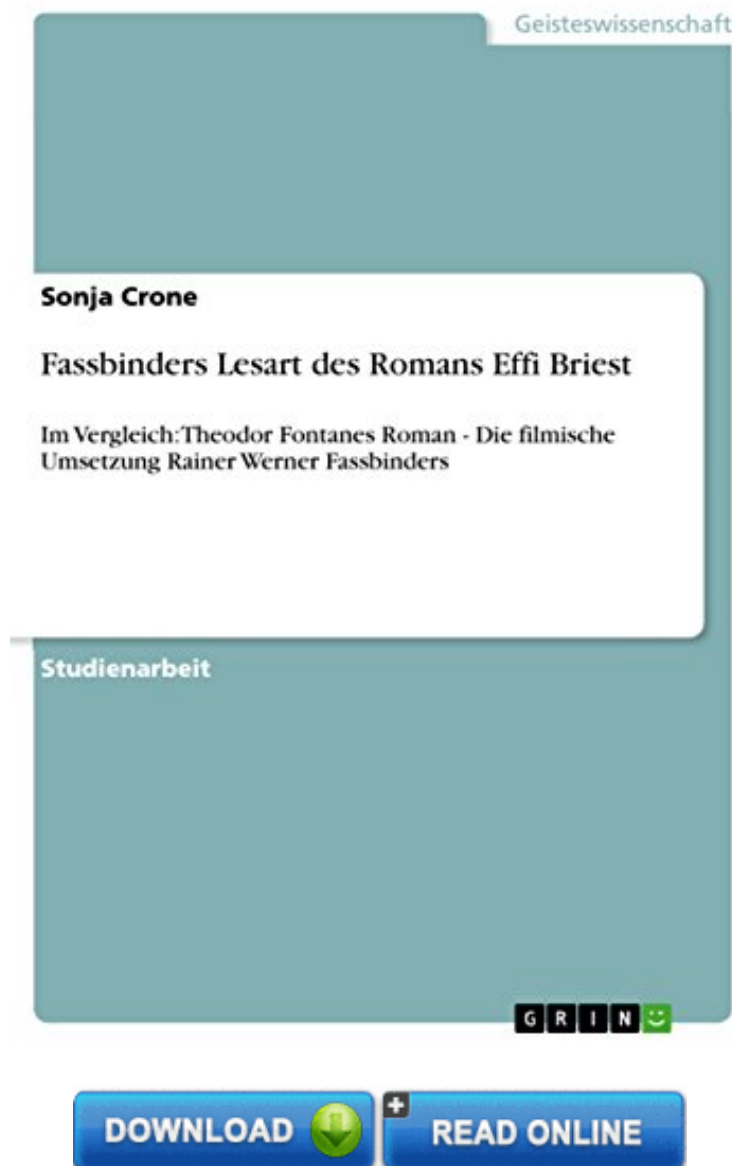 Geisteswissenschaft
Sonja Crone
Fassbinders Lesart des Romans Effi Briest
Im Vergleich: Theodor Fontanes Roman - Die filmische
Umsetzung Rainer Werner Fassbinders
Studienarbeit
GRIN
DOWNLOAD
READ ONLINE